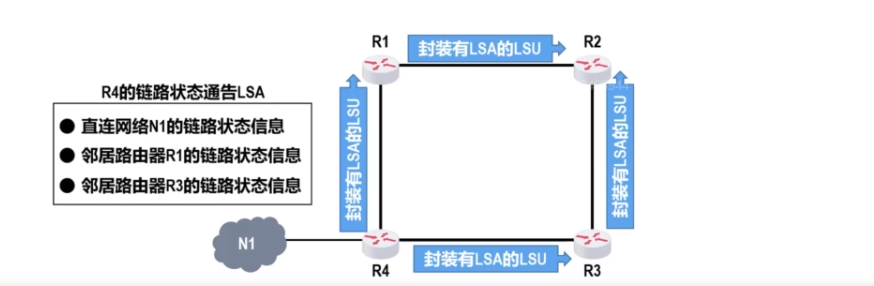 R1
封装有LSA的LSU
R2
R4的链路状态通告LSA
● 直连网络N1的链路状态信息
● 邻居路由器R1的链路状态信息
● 邻居路由器R3的链路状态信息
封装有LSA的LSU
封装有LSA的LSU
N1
R4
封装有LSA的LSU
R3